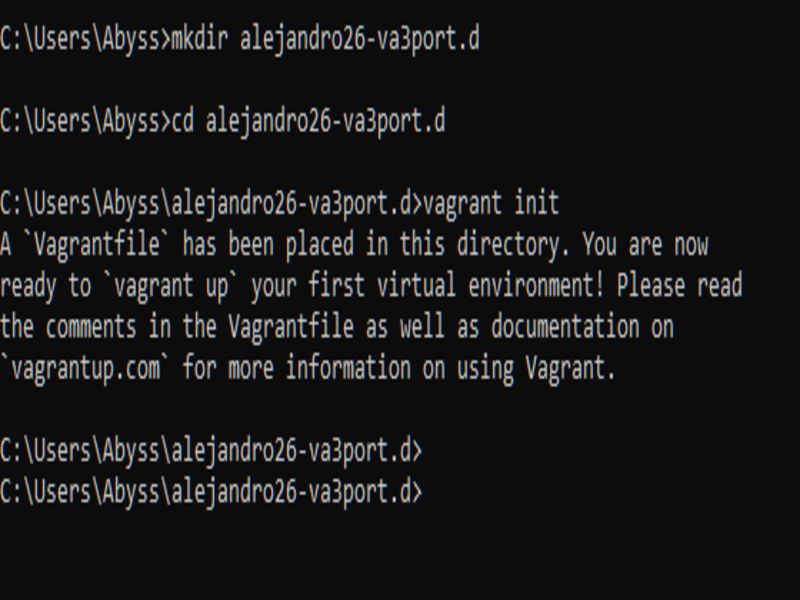 C:\Users\Abyss>mkdir alejandro26-va3port.d
C:\Users\Abyss>cd alejandro26-va3port.d
C:\Users\Abyss\alejandro26-va3port.d>vagrant init
A `Vagrantfile` has been placed in this directory. You are now
ready to `vagrant up` your first virtual environment! Please read
the comments in the Vagrantfile as well as documentation on
`vagrantup.com` for more information on using Vagrant.
C:\Users\Abyss\alejandro26-va3port.d>
C:\Users\Abyss\alejandro26-va3port.d>